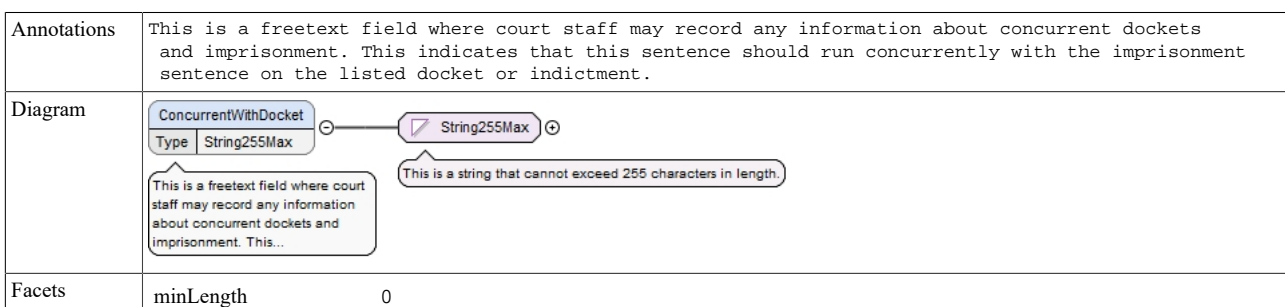 Annotations
This is a freetext field where court staff may record any information about concurrent dockets
and imprisonment. This indicates that this sentence should run concurrently with the imprisonment
sentence on the listed docket or indictment.
Diagram
ConcurrentWithDocket
Type String255Max
String255Max
This is a string that cannot exceed 255 characters in length.
This is a freetext field where court
staff may record any information
about concurrent dockets and
imprisonment. This...
Facets
minLength 0